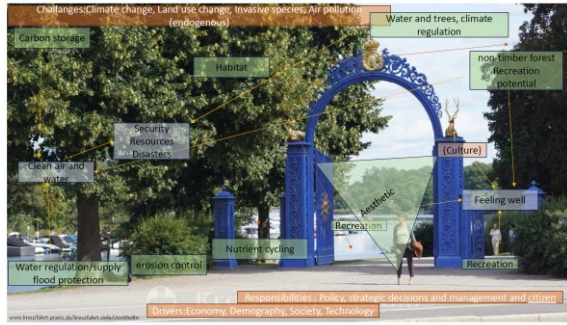 Challanges:Climate change, Land use change, Invasive species, Air pollution
(endogenous)
Water and trees, climate
regulation
Carbon storage
Habitat
non-timber forest
Recreation
potential
Security
Resources
Disasters
(Culture)
Clean air and
water
Aesthetic
Feeling well
Recreation
Nutrient cycling
Water regulation/supply
flood protection
erosion control
Recreation
Responsibilities : Policy, strategic decisions and management and citizen
Drivers:Economy, Demography, Society, Technology
www.kreuzfahrt-praxis.de/kreuzfahrt-ziele/stockholm